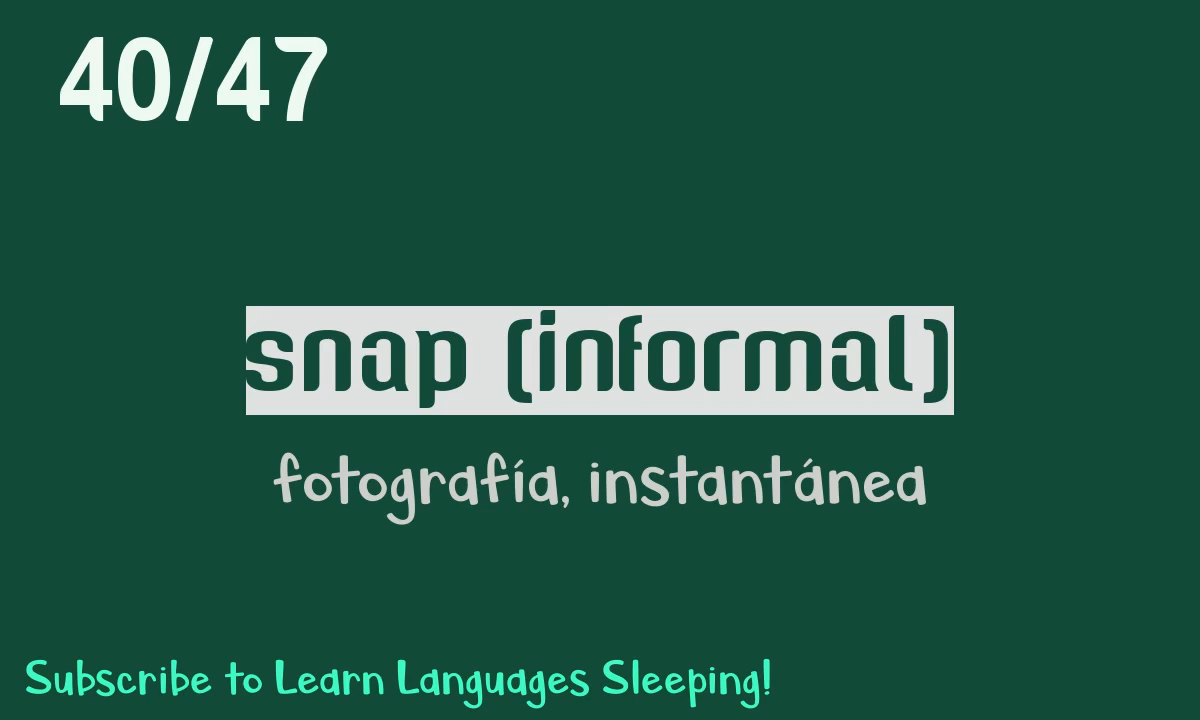 40/47
snap (informal)
fotografía, instantánea
Subscribe to Learn Languages Sleeping!